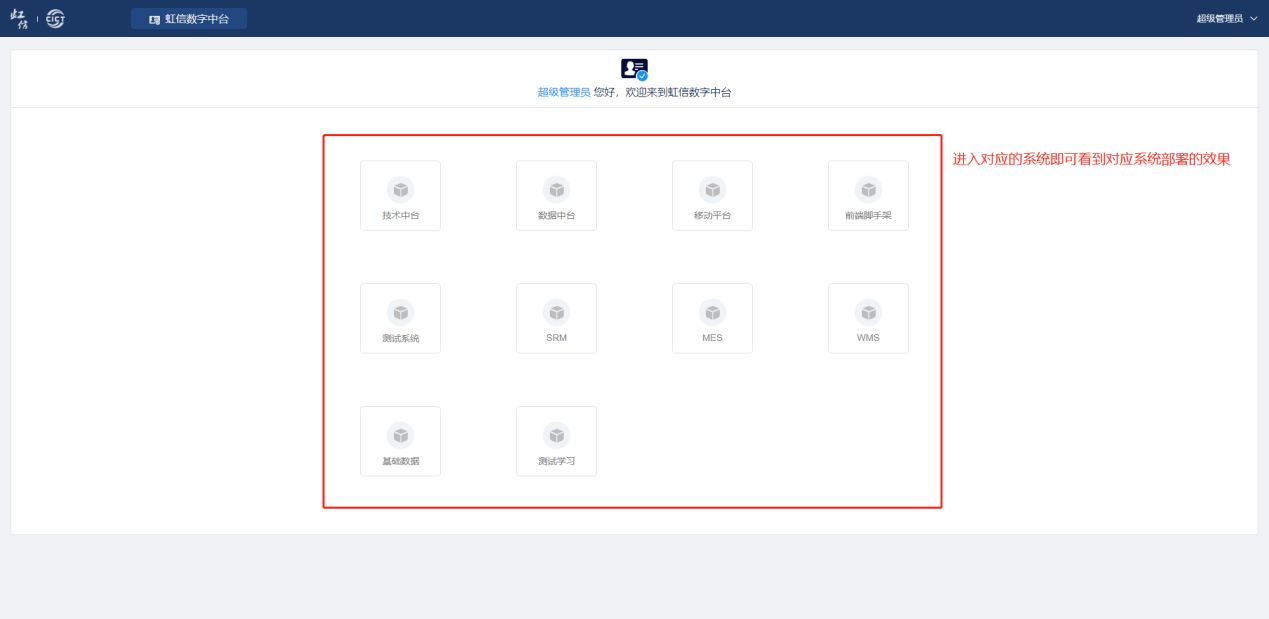 虹信 CICT 虹信数字中台 超级管理员
超级管理员 您好，欢迎来到虹信数字中台
进入对应的系统即可看到对应系统部署的效果
技术中台 数据中台 移动平台 前端脚手架
测试系统 SRM MES WMS
基础数据 测试学习